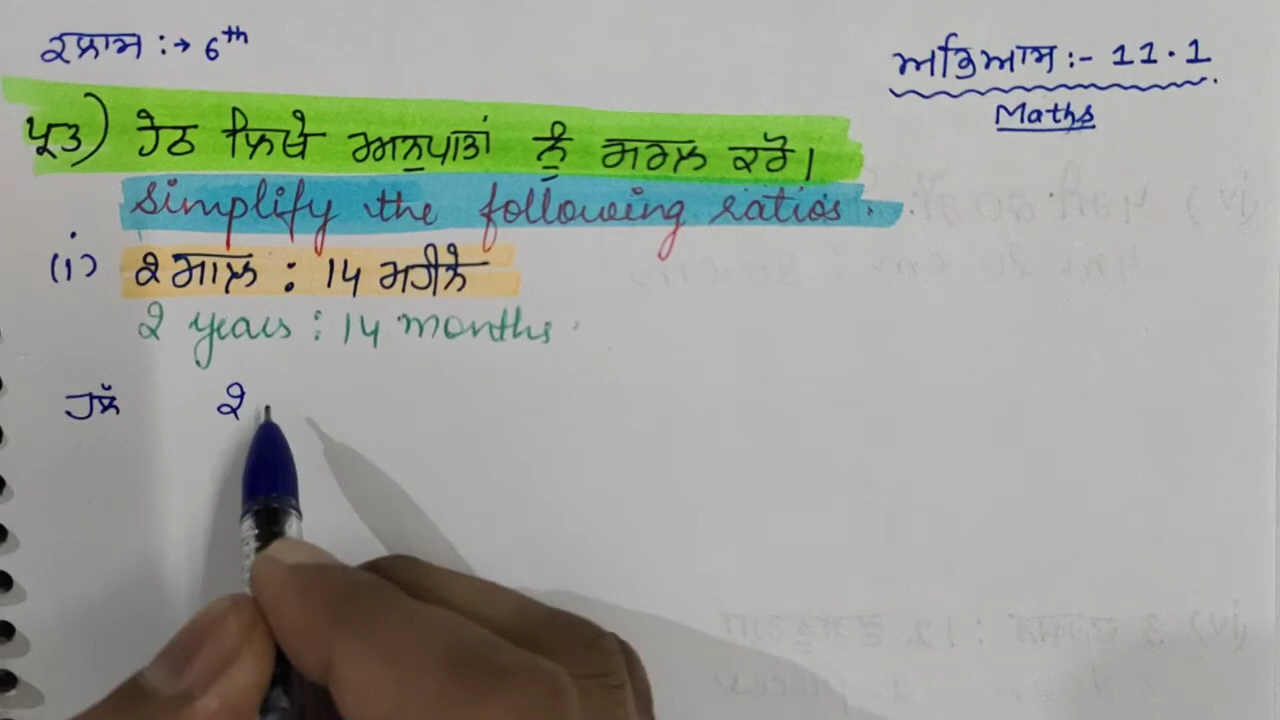 ਕਲਾਸ :→ 6th
ਅਭਿਆਸ :- 11.1
Maths
ਪ੍ਰ3) ਹੇਠ ਲਿਖੇ ਅਨੁਪਾਤਾਂ ਨੂੰ ਸਰਲ ਕਰੋ।
Simplify the following ratios.
(i) 2 ਸਾਲ : 14 ਮਹੀਨੇ
2 years : 14 months.
ਹੱਲ 2